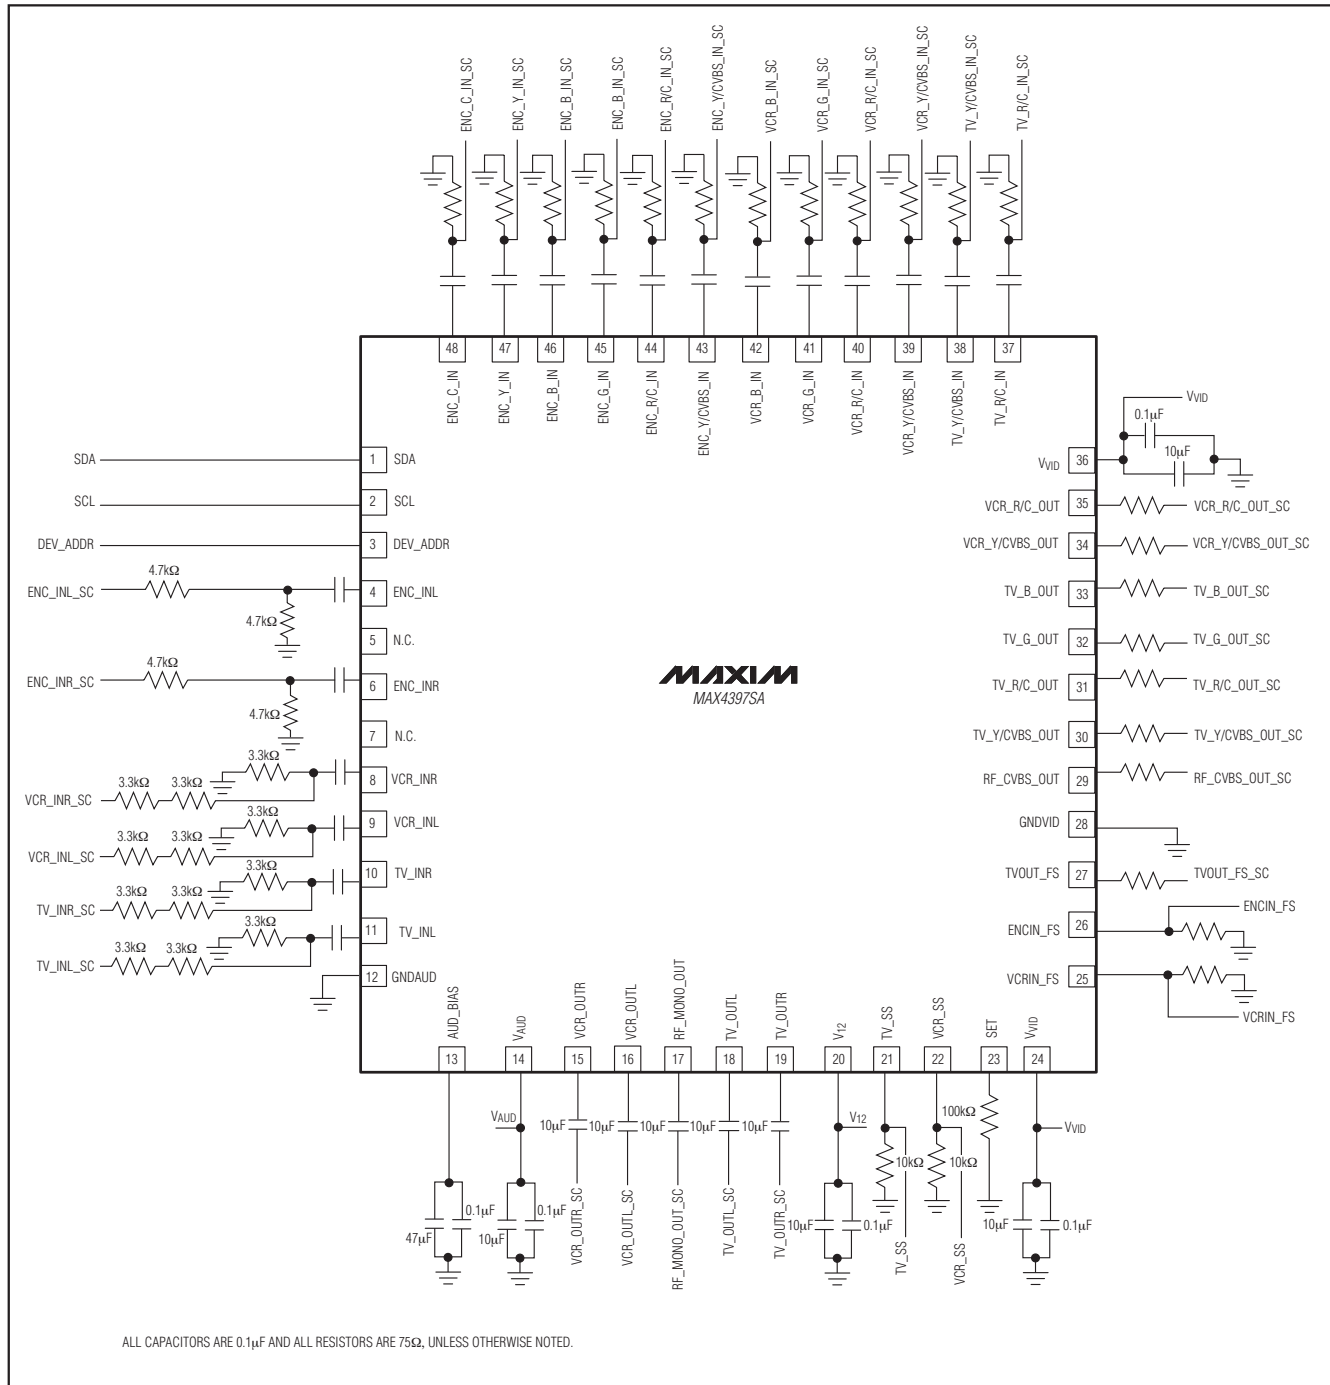 ENC_C_IN_SC
ENC_Y_IN_SC
ENC_B_IN_SC
ENC_B_IN_SC
ENC_R/C_IN_SC
ENC_Y/CVBS_IN_SC
VCR_B_IN_SC
VCR_G_IN_SC
VCR_R/C_IN_SC
VCR_Y/CVBS_IN_SC
TV_Y/CVBS_IN_SC
TV_R/C_IN_SC
48
47
46
45
44
43
42
41
40
39
38
37
ENC_C_IN
ENC_Y_IN
ENC_B_IN
ENC_G_IN
ENC_R/C_IN
ENC_Y/CVBS_IN
VCR_B_IN
VCR_G_IN
VCR_R/C_IN
VCR_Y/CVBS_IN
TV_Y/CVBS_IN
TV_R/C_IN
SDA
1
SDA
SCL
2
SCL
DEV_ADDR
3
DEV_ADDR
ENC_INL_SC
4.7kΩ
4.7kΩ
4
ENC_INL
5
N.C.
ENC_INR_SC
4.7kΩ
4.7kΩ
6
ENC_INR
7
N.C.
VCR_INR_SC
3.3kΩ
3.3kΩ
3.3kΩ
8
VCR_INR
VCR_INL_SC
3.3kΩ
3.3kΩ
3.3kΩ
9
VCR_INL
TV_INR_SC
3.3kΩ
3.3kΩ
3.3kΩ
10
TV_INR
TV_INL_SC
3.3kΩ
3.3kΩ
3.3kΩ
11
TV_INL
12
GNDAUD
MAXIM
MAX4397SA
VVID
0.1µF
10µF
VVID
36
VCR_R/C_OUT
35
VCR_R/C_OUT_SC
VCR_Y/CVBS_OUT
34
VCR_Y/CVBS_OUT_SC
TV_B_OUT
33
TV_B_OUT_SC
TV_G_OUT
32
TV_G_OUT_SC
TV_R/C_OUT
31
TV_R/C_OUT_SC
TV_Y/CVBS_OUT
30
TV_Y/CVBS_OUT_SC
RF_CVBS_OUT
29
RF_CVBS_OUT_SC
GNDVID
28
TVOUT_FS
27
TVOUT_FS_SC
ENCIN_FS
26
ENCIN_FS
VCRIN_FS
25
VCRIN_FS
AUD_BIAS
VAUD
VCR_OUTR
VCR_OUTL
RF_MONO_OUT
TV_OUTL
TV_OUTR
V12
TV_SS
VCR_SS
SET
VVID
13
14
15
16
17
18
19
20
21
22
23
24
47µF
0.1µF
VAUD
10µF
0.1µF
10µF
10µF
10µF
10µF
10µF
VCR_OUTR_SC
VCR_OUTL_SC
RF_MONO_OUT_SC
TV_OUTL_SC
TV_OUTR_SC
V12
10µF
0.1µF
10kΩ
TV_SS
10kΩ
VCR_SS
100kΩ
VVID
10µF
0.1µF
ALL CAPACITORS ARE 0.1µF AND ALL RESISTORS ARE 75Ω, UNLESS OTHERWISE NOTED.